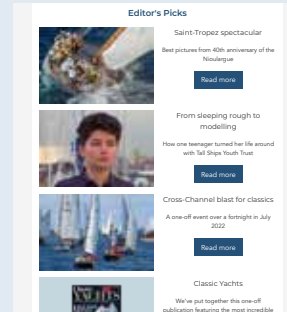 Editor's Picks
Saint-Tropez spectacular
Best pictures from 40th anniversary of the
Nioulargue
Read more
From sleeping rough to
modelling
How one teenager turned her life around
with Tall Ships Youth Trust
Read more
Cross-Channel blast for classics
A one-off event over a fortnight in July
2022
Read more
Classic Yachts
YACHTS
We've put together this one-off
publication featuring the most incredible